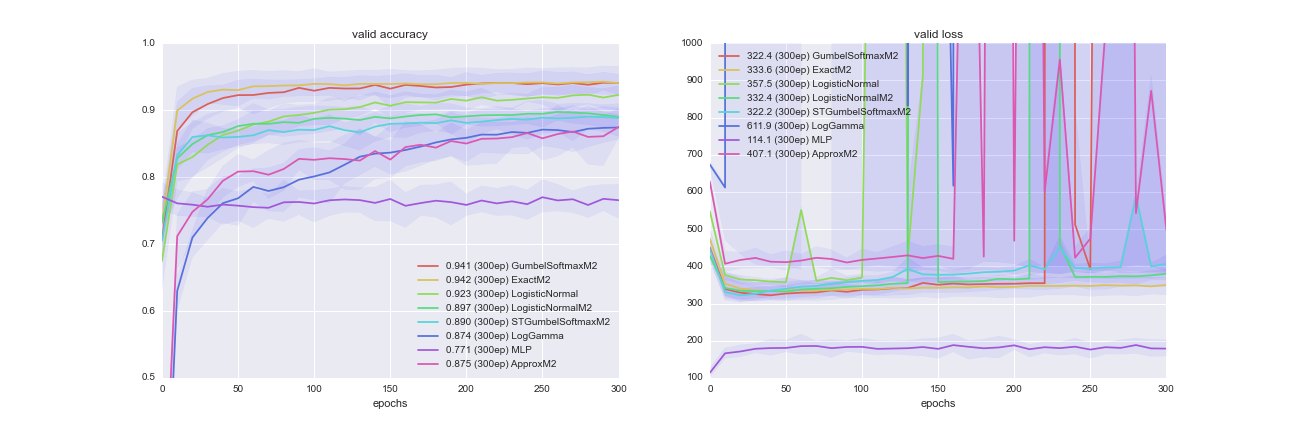 valid accuracy
1.0
0.9
0.8
0.7
0.6
0.5
0.941 (300ep) GumbelSoftmaxM2
0.942 (300ep) ExactM2
0.923 (300ep) LogisticNormal
0.897 (300ep) LogisticNormalM2
0.890 (300ep) STGumbelSoftmaxM2
0.874 (300ep) LogGamma
0.771 (300ep) MLP
0.875 (300ep) ApproxM2
0 50 100 150 200 250 300
epochs
valid loss
1000
900
800
700
600
500
400
300
200
100
322.4 (300ep) GumbelSoftmaxM2
333.6 (300ep) ExactM2
357.5 (300ep) LogisticNormal
332.4 (300ep) LogisticNormalM2
322.2 (300ep) STGumbelSoftmaxM2
611.9 (300ep) LogGamma
114.1 (300ep) MLP
407.1 (300ep) ApproxM2
0 50 100 150 200 250 300
epochs